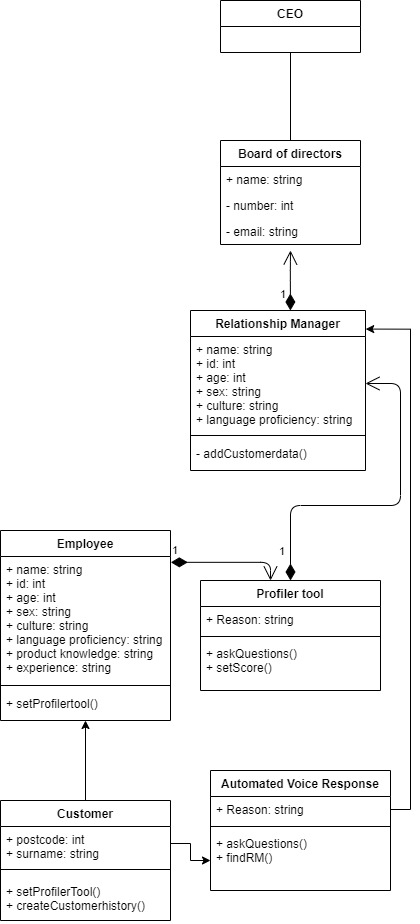 CEO
Board of directors
+ name: string
- number: int
- email: string
1
Relationship Manager
+ name: string
+ id: int
+ age: int
+ sex: string
+ culture: string
+ language proficiency: string
- addCustomerdata()
Employee
+ name: string
+ id: int
+ age: int
+ sex: string
+ culture: string
+ language proficiency: string
+ product knowledge: string
+ experience: string
+ setProfilertool()
1
1
Profiler tool
+ Reason: string
+ askQuestions()
+ setScore()
Customer
+ postcode: int
+ surname: string
+ setProfilerTool()
+ createCustomerhistory()
Automated Voice Response
+ Reason: string
+ askQuestions()
+ findRM()